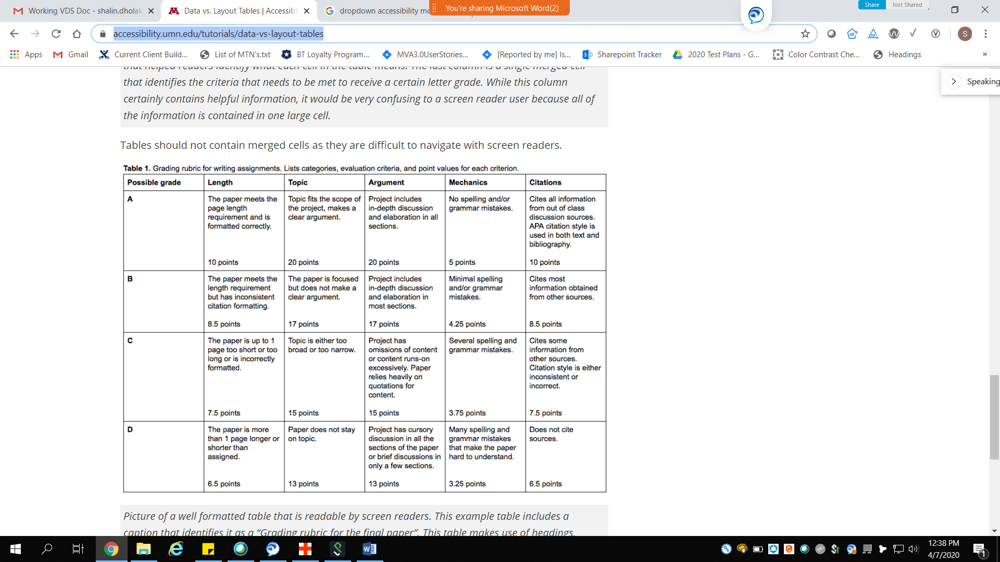 Working VDS Doc - shalin.dholak
Data vs. Layout Tables | Accessibl
dropdown accessibility mo
You're sharing Microsoft Word(2)
Share
Not Shared
accessibility.umn.edu/tutorials/data-vs-layout-tables
S
Apps
Gmail
Current Client Build...
List of MTN's.txt
BT Loyalty Program...
MVA3.0UserStories...
[Reported by me] Is...
Sharepoint Tracker
2020 Test Plans - G...
Color Contrast Che...
Headings
»
Speaking
that helped readers identify what each cell in the table means. The last column is a single merged cell
that identifies the criteria that needs to be met to receive a certain letter grade. While this column
certainly contains helpful information, it would be very confusing to a screen reader user because all of
the information is contained in one large cell.
Tables should not contain merged cells as they are difficult to navigate with screen readers.
Table 1. Grading rubric for writing assignments. Lists categories, evaluation criteria, and point values for each criterion.
Possible grade
Length
Topic
Argument
Mechanics
Citations
A
The paper meets the
page length
requirement and is
formatted correctly.
10 points
Topic fits the scope of
the project, makes a
clear argument.
20 points
Project includes
in-depth discussion
and elaboration in all
sections.
20 points
No spelling and/or
grammar mistakes.
5 points
Cites all information
from out of class
discussion sources.
APA citation style is
used in both text and
bibliography.
10 points
B
The paper meets the
length requirement
but has inconsistent
citation formatting.
8.5 points
The paper is focused
but does not make a
clear argument.
17 points
Project includes
in-depth discussion
and elaboration in
most sections.
17 points
Minimal spelling
and/or grammar
mistakes.
4.25 points
Cites most
information obtained
from other sources.
8.5 points
C
The paper is up to 1
page too short or too
long or is incorrectly
formatted.
7.5 points
Topic is either too
broad or too narrow.
15 points
Project has
omissions of content
or content runs-on
excessively. Paper
relies heavily on
quotations for
content.
15 points
Several spelling and
grammar mistakes.
3.75 points
Cites some
information from
other sources.
Citation style is either
inconsistent or
incorrect.
7.5 points
D
The paper is more
than 1 page longer or
shorter than
assigned.
6.5 points
Paper does not stay
on topic.
13 points
Project has cursory
discussion in all the
sections of the paper
or brief discussions in
only a few sections.
13 points
Many spelling and
grammar mistakes
that make the paper
hard to understand.
3.25 points
Does not cite
sources.
6.5 points
Picture of a well formatted table that is readable by screen readers. This example table includes a
caption that identifies it as a “Grading rubric for the final paper”. This table makes use of headings,
12:38 PM
4/7/2020
1